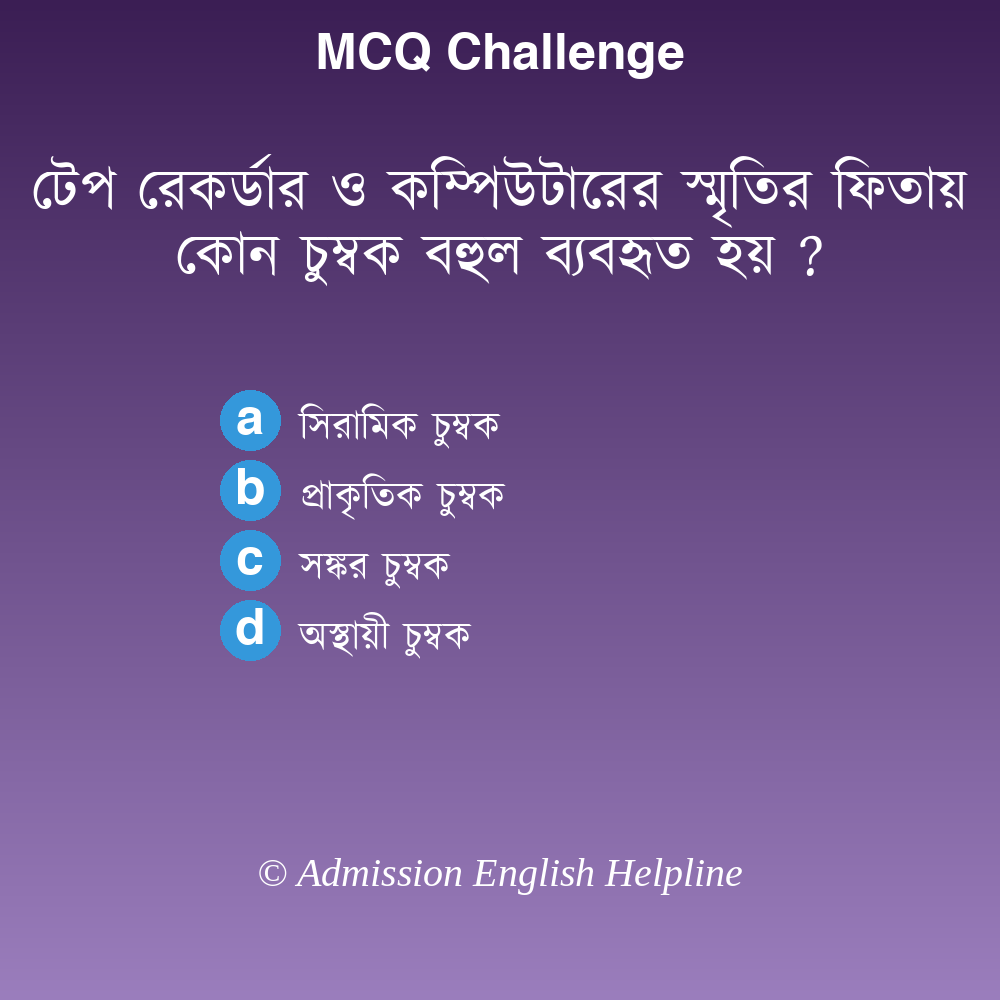 MCQ Challenge
টেপ রেকর্ডার ও কম্পিউটারের স্মৃতির ফিতায়
কোন চুম্বক বহুল ব্যবহৃত হয় ?
a সিরামিক চুম্বক
b প্রাকৃতিক চুম্বক
c সঙ্কর চুম্বক
d অস্থায়ী চুম্বক
© Admission English Helpline